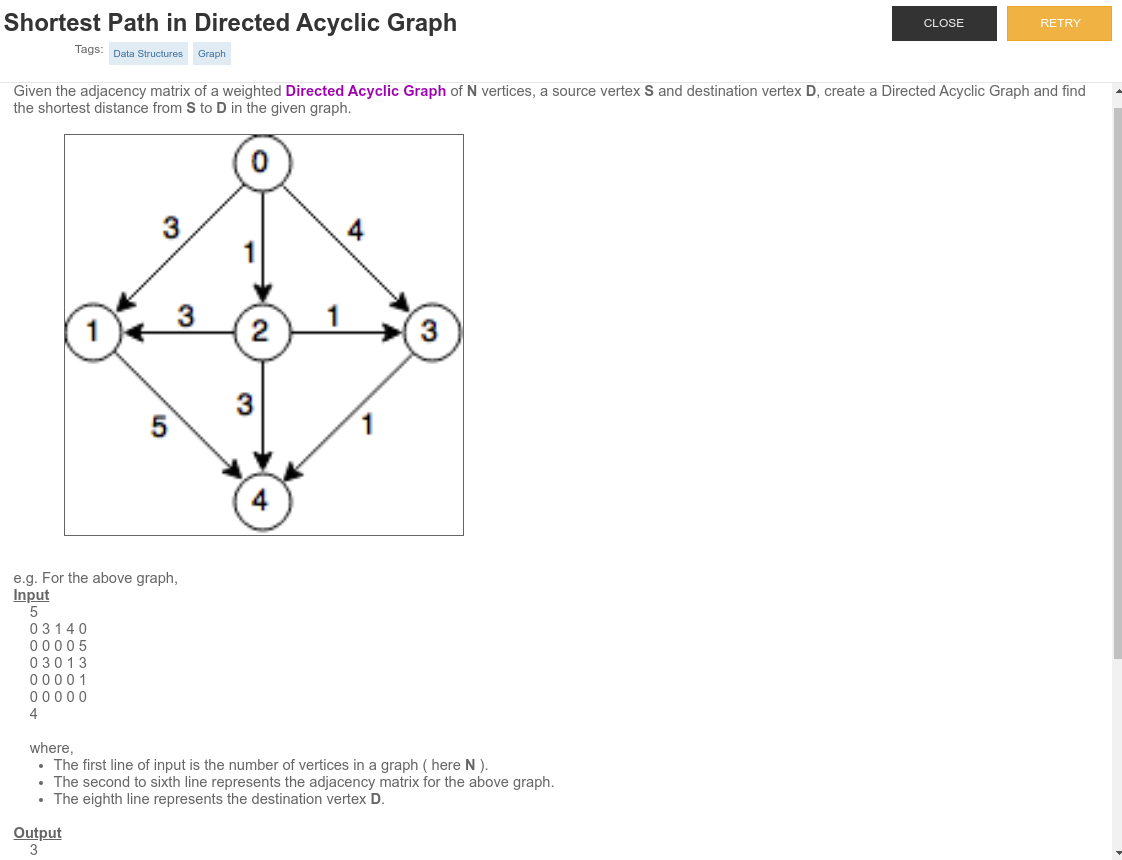 Shortest Path in Directed Acyclic Graph
CLOSE
RETRY
Tags: Data Structures Graph
Given the adjacency matrix of a weighted Directed Acyclic Graph of N vertices, a source vertex S and destination vertex D, create a Directed Acyclic Graph and find
the shortest distance from S to D in the given graph.
0
3
4
1
1
3
2
1
3
3
5
1
4
e.g. For the above graph,
Input
5
0 3 1 4 0
0 0 0 0 5
0 3 0 1 3
0 0 0 0 1
0 0 0 0 0
4
where,
• The first line of input is the number of vertices in a graph ( here N ).
• The second to sixth line represents the adjacency matrix for the above graph.
• The eighth line represents the destination vertex D.
Output
3